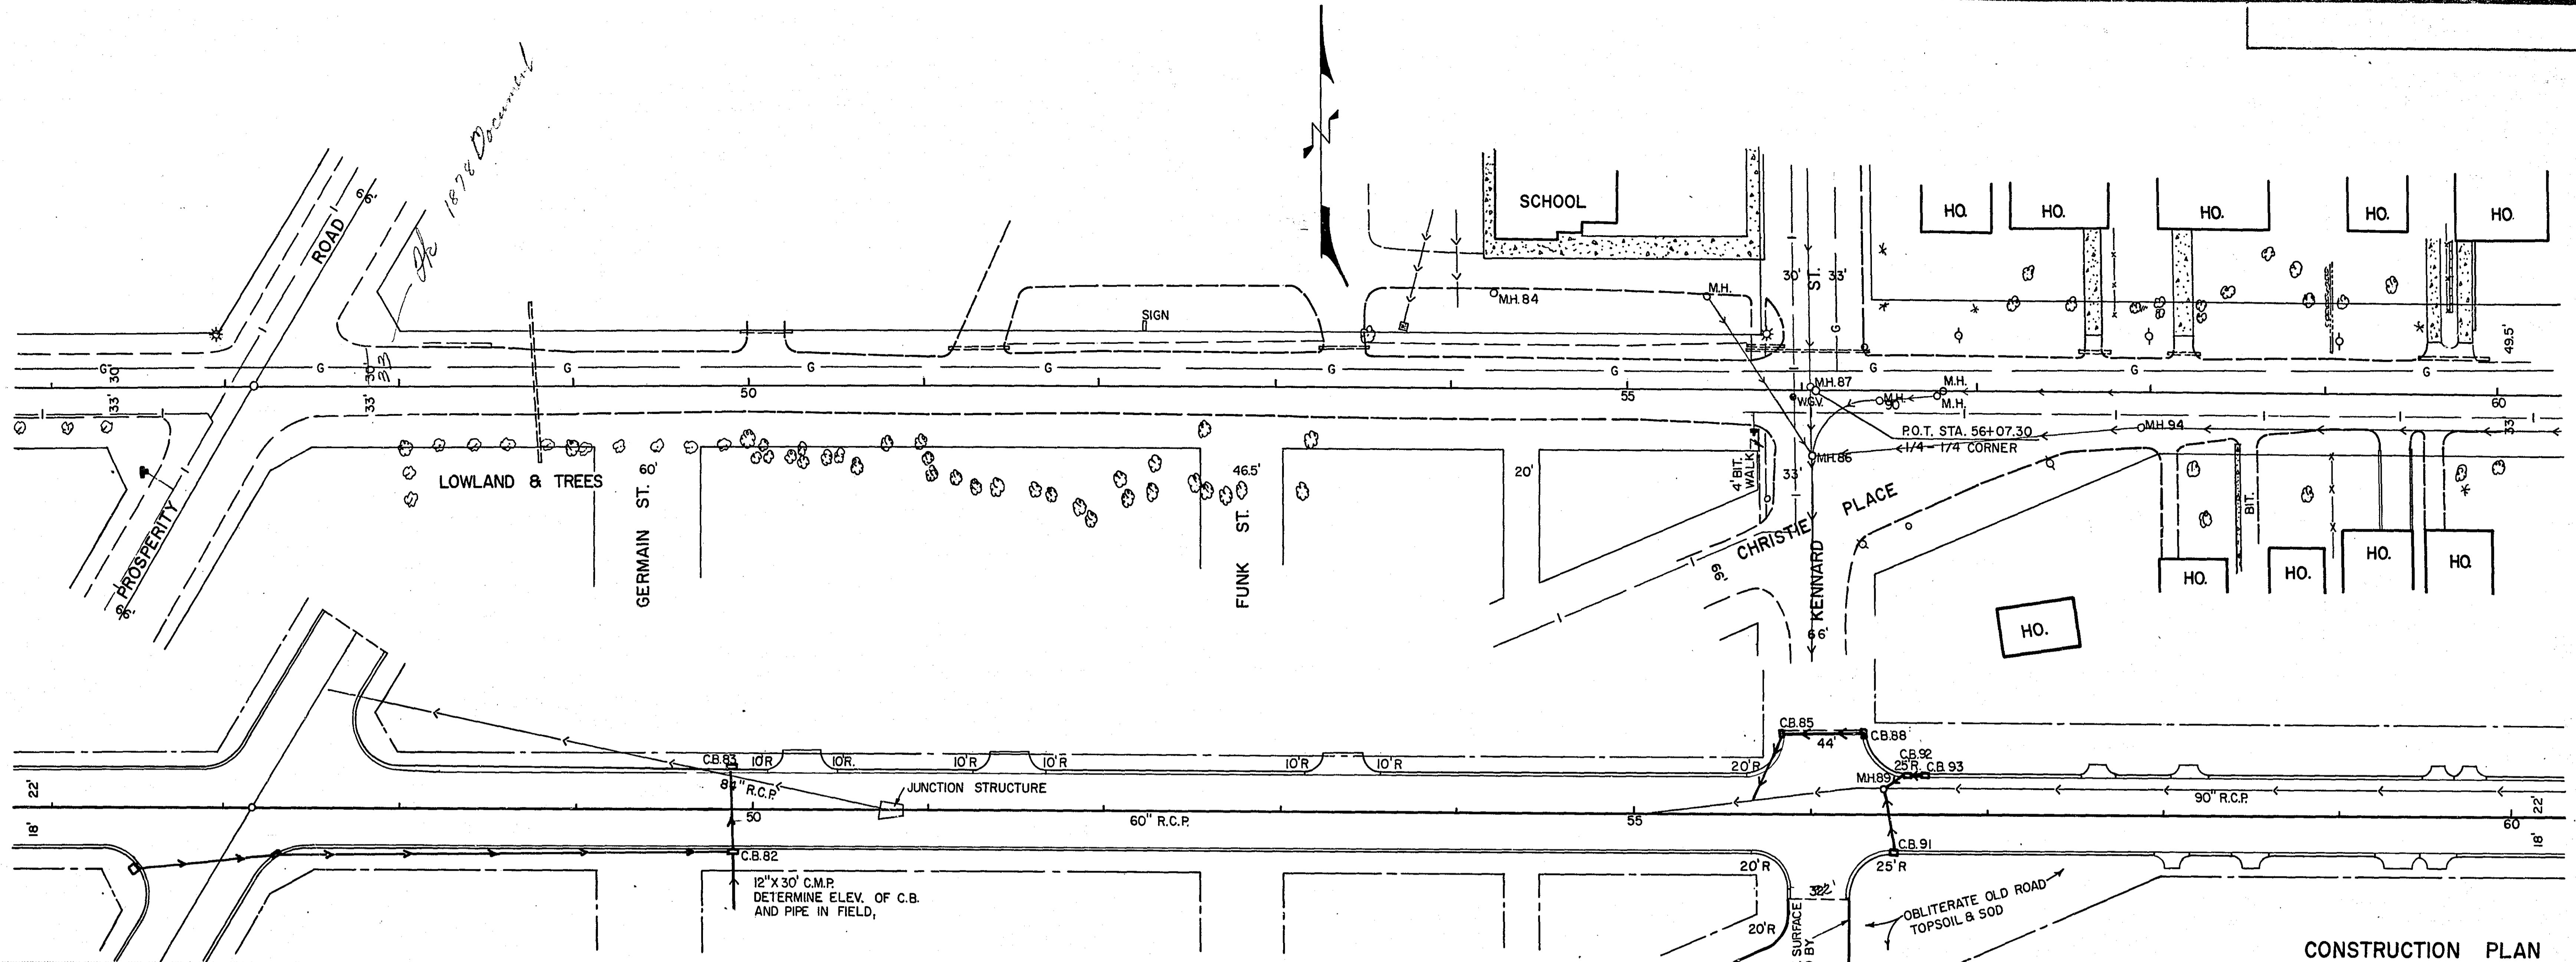 1878 Document
ROAD
66'
SCHOOL
HO.
HO.
HO.
HO.
HO.
30'
ST.
33'
M.H. 84
M.H.
SIGN
49.5'
G
30'
33'
G
30'
33
33'
G
G
G
G
G
G
G
G
G
50
55
60
M.H. 87
W.G.V.
M.H.
90"
M.H.
M.H.
P.O.T. STA. 56+07.30
1/4 - 1/4 CORNER
M.H. 94
33'
M.H. 86
LOWLAND & TREES
60'
GERMAIN ST.
46.5'
FUNK ST.
20'
4' BIT.
WALK
33'
CHRISTIE PLACE
66'
KENNARD
66'
BIT.
HO.
HO.
HO.
HO.
HO.
PROSPERITY
66'
C.B. 85
44'
C.B. 88
C.B. 92
25' R.
C.B. 93
M.H. 89
C.B. 83
10' R
10' R.
10' R
10' R
10' R
10' R
20' R
84" R.C.P.
JUNCTION STRUCTURE
90" R.C.P.
22'
18'
50
60" R.C.P.
55
60
22'
18'
C.B. 82
C.B. 91
20' R
25' R
12" X 30' C.M.P.
DETERMINE ELEV. OF C.B.
AND PIPE IN FIELD,
20' R
SURFACE
BY
OBLITERATE OLD ROAD
TOPSOIL & SOD
CONSTRUCTION PLAN